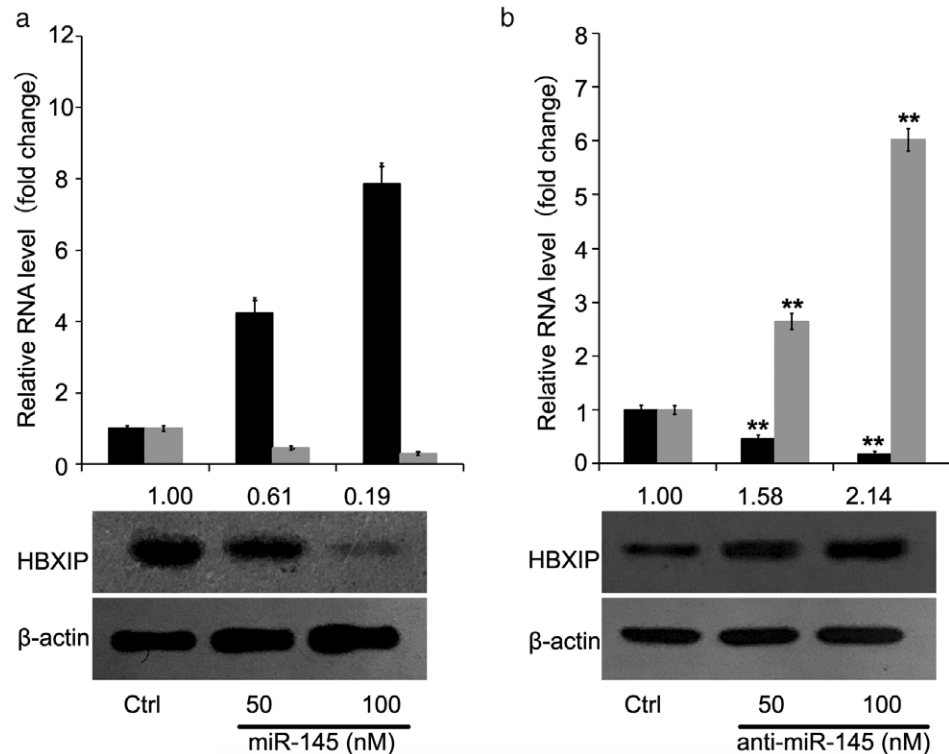 a
Relative RNA level (fold change)
12
10
8
6
4
2
0
1.00 0.61 0.19
HBXIP
β-actin
Ctrl 50 100
miR-145 (nM)
b
Relative RNA level (fold change)
8
7
6
5
4
3
2
1
0
**
**
**
**
1.00 1.58 2.14
HBXIP
β-actin
Ctrl 50 100
anti-miR-145 (nM)